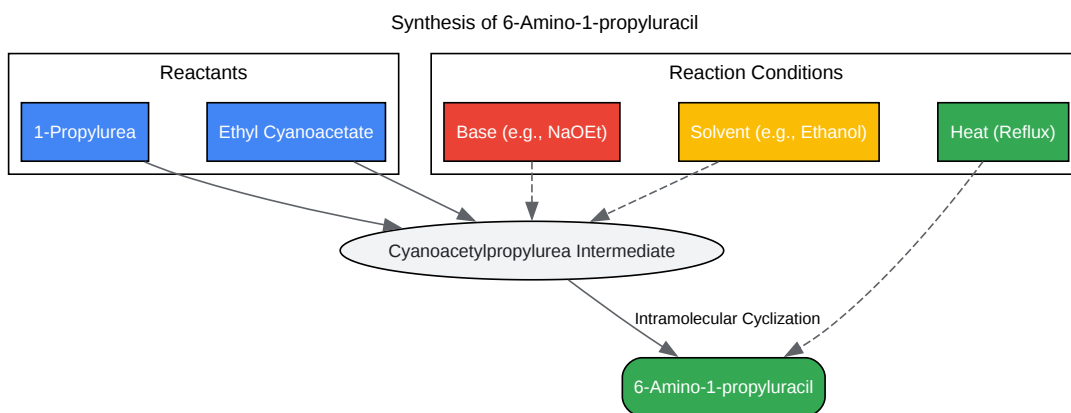 Synthesis of 6-Amino-1-propyluracil
Reactants
Reaction Conditions
1-Propylurea
Ethyl Cyanoacetate
Base (e.g., NaOEt)
Solvent (e.g., Ethanol)
Heat (Reflux)
Cyanoacetylpropylurea Intermediate
Intramolecular Cyclization
6-Amino-1-propyluracil